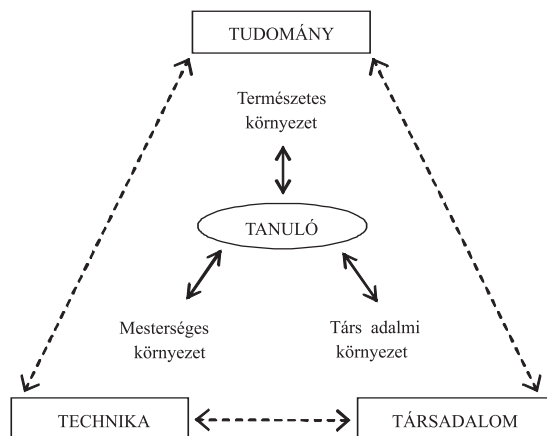 TUDOMÁNY
Természetes
környezet
TANULÓ
Mesterséges
környezet
Társ adalmi
környezet
TECHNIKA
TÁRSADALOM